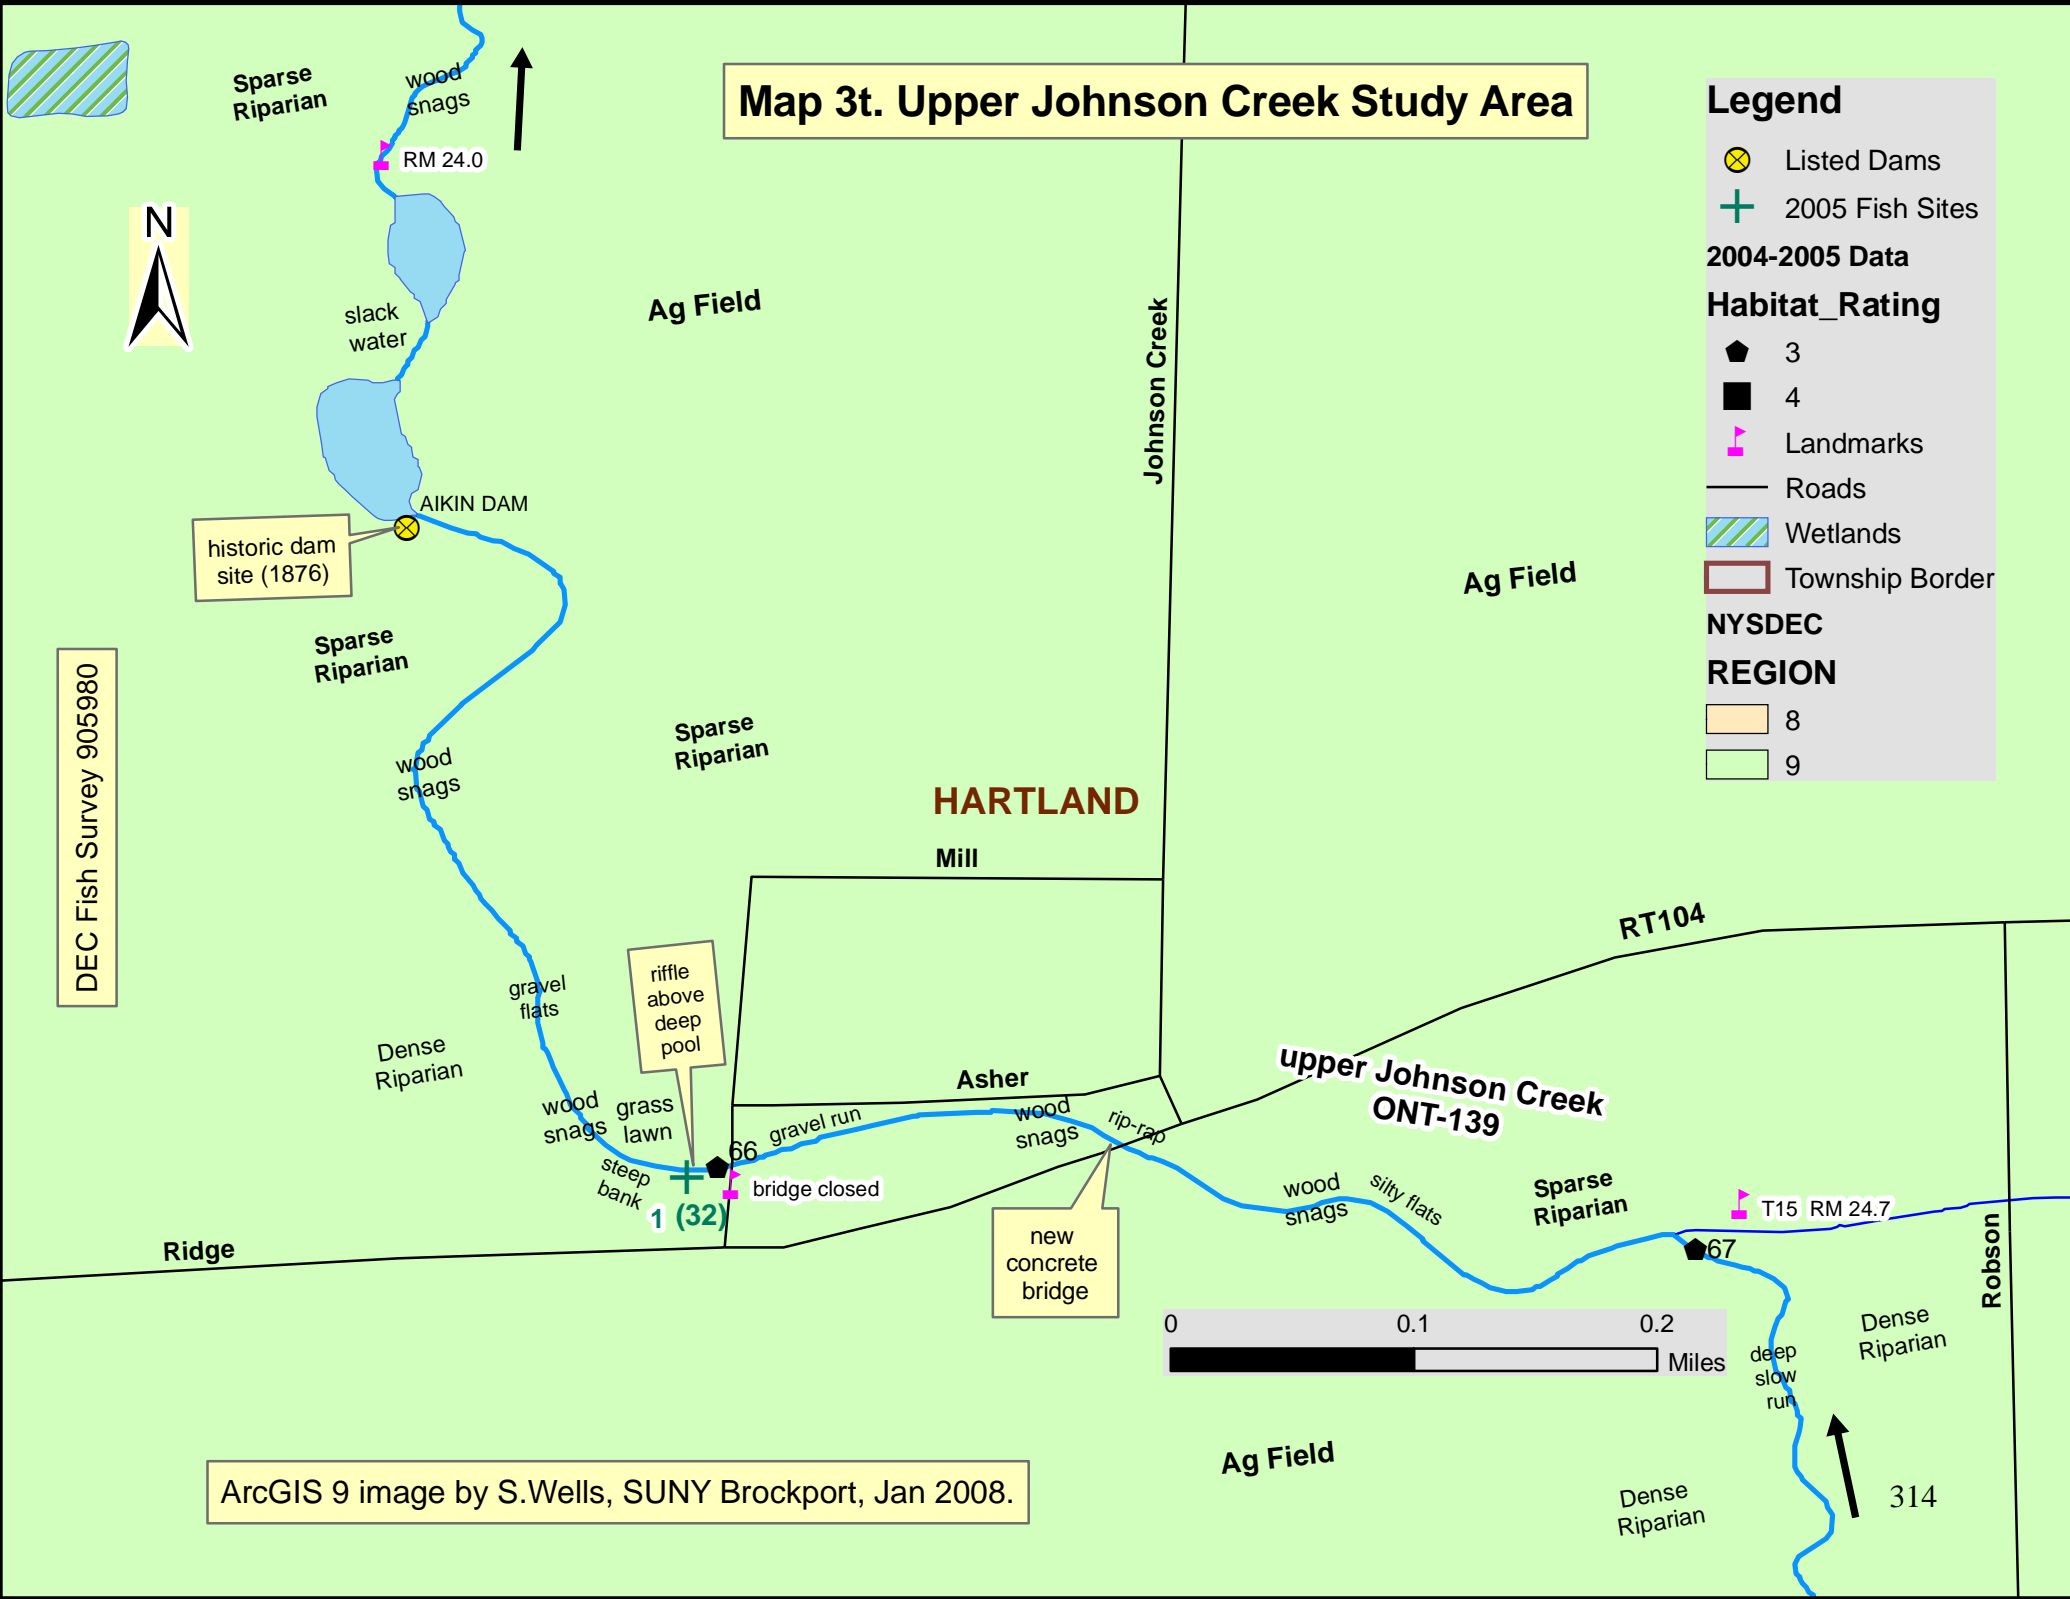 Map 3t. Upper Johnson Creek Study Area
Sparse
Riparian
wood
snags
RM 24.0
N
slack
water
Ag Field
Johnson Creek
AIKIN DAM
historic dam
site (1876)
Ag Field
Sparse
Riparian
DEC Fish Survey 905980
Sparse
Riparian
wood
snags
HARTLAND
Mill
RT104
gravel
flats
riffle
above
deep
pool
Dense
Riparian
wood
snags
grass
lawn
Asher
gravel run
wood
snags
rip-rap
upper Johnson Creek
ONT-139
66
steep
bank
bridge closed
1 (32)
wood
snags
silty flats
Sparse
Riparian
T15 RM 24.7
67
Robson
Ridge
new
concrete
bridge
Dense
Riparian
deep
slow
run
0
0.1
0.2
Miles
Ag Field
Dense
Riparian
314
ArcGIS 9 image by S.Wells, SUNY Brockport, Jan 2008.
Legend
Listed Dams
2005 Fish Sites
2004-2005 Data
Habitat_Rating
3
4
Landmarks
Roads
Wetlands
Township Border
NYSDEC
REGION
8
9